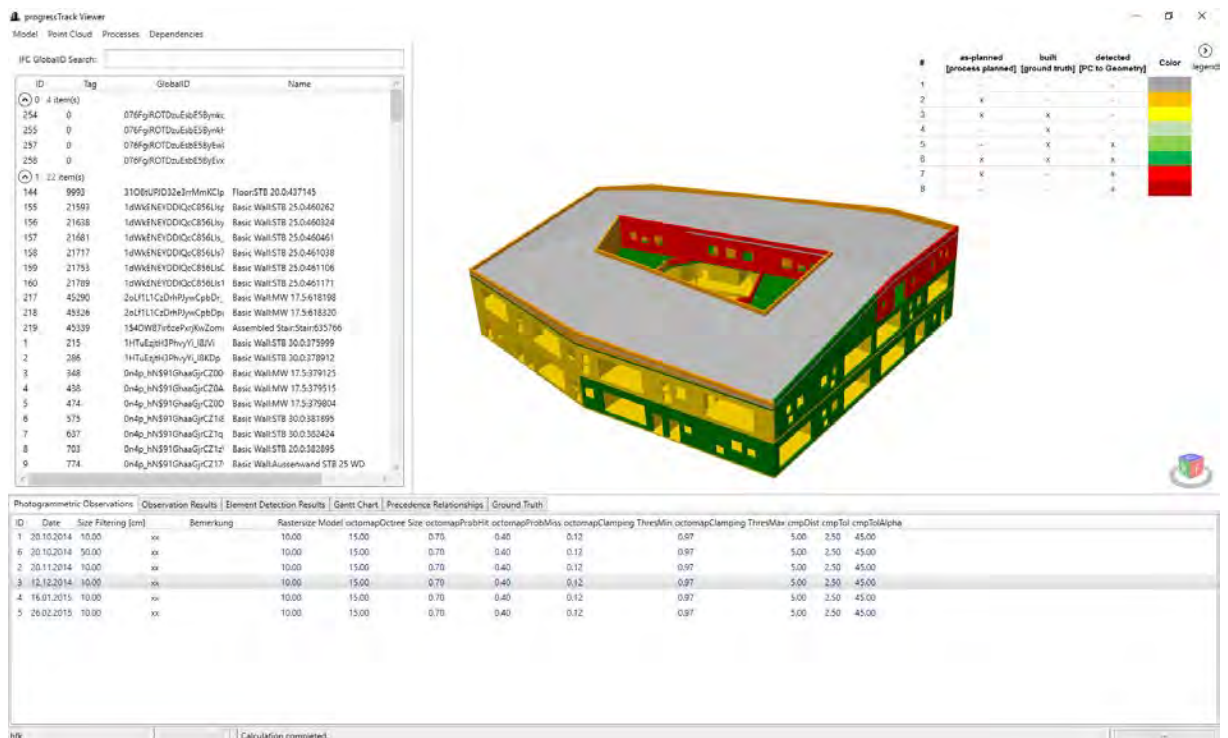 progressTrack Viewer
Model Point Cloud Processes Dependencies
IFC GlobalID Search:
ID Tag GlobalID Name
0 4 item(s)
254 0
255 0
257 0
258 0
1 22 item(s)
144 9993 Floor:STB 20.0:437145
155 21593 Basic Wall:STB 25.0:460262
156 21638 Basic Wall:STB 25.0:460324
157 21681 Basic Wall:STB 25.0:460461
158 21717 Basic Wall:STB 25.0:461038
159 21753 Basic Wall:STB 25.0:461106
160 21789 Basic Wall:STB 25.0:461171
217 45290 Basic Wall:MW 17.5:618198
218 45326 Basic Wall:MW 17.5:618320
219 45339 Assembled Stair:Stair:635766
1 215 Basic Wall:STB 30.0:375999
2 286 Basic Wall:STB 30.0:378912
3 348 Basic Wall:MW 17.5:379125
4 438 Basic Wall:MW 17.5:379515
5 474 Basic Wall:MW 17.5:379804
6 575 Basic Wall:STB 30.0:381895
7 637 Basic Wall:STB 30.0:382424
8 703 Basic Wall:STB 20.0:382895
9 774 Basic Wall:Aussenwand STB 25 WD
# as-planned built detected Color
[process planned] [ground truth] [PC to Geometry]
legend
1 - - -
2 x - -
3 x x -
4 - x -
5 - x x
6 x x x
7 x - x
8 - - x
Photogrammetric Observations Observation Results Element Detection Results Gantt Chart Precedence Relationships Ground Truth
ID Date Size Filtering [cm] Bemerkung Rastersize Model octomapOctree Size octomapProbHit octomapProbMiss octomapClamping ThresMin octomapClamping ThresMax cmpDist cmpTol cmpTolAlpha
1 20.10.2014 10.00 xx 10.00 15.00 0.70 0.40 0.12 0.97 5.00 2.50 45.00
6 20.10.2014 50.00 xx 10.00 15.00 0.70 0.40 0.12 0.97 5.00 2.50 45.00
2 20.11.2014 10.00 xx 10.00 15.00 0.70 0.40 0.12 0.97 5.00 2.50 45.00
3 12.12.2014 10.00 xx 10.00 15.00 0.70 0.40 0.12 0.97 5.00 2.50 45.00
4 16.01.2015 10.00 xx 10.00 15.00 0.70 0.40 0.12 0.97 5.00 2.50 45.00
5 26.02.2015 10.00 xx 10.00 15.00 0.70 0.40 0.12 0.97 5.00 2.50 45.00
Calculation completed